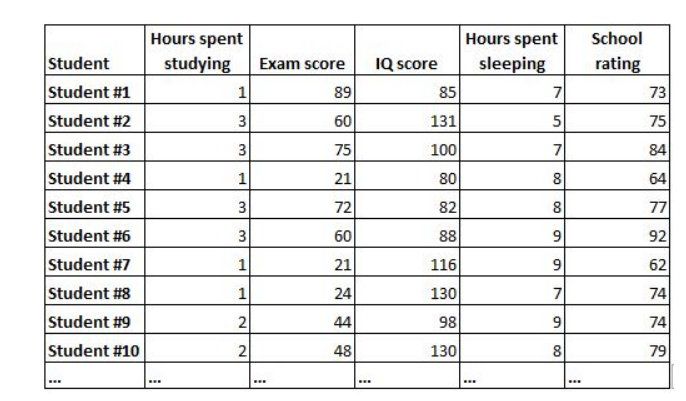 Student Hours spent studying Exam score IQ score Hours spent sleeping School rating
Student #1 1 89 85 7 73
Student #2 3 60 131 5 75
Student #3 3 75 100 7 84
Student #4 1 21 80 8 64
Student #5 3 72 82 8 77
Student #6 3 60 88 9 92
Student #7 1 21 116 9 62
Student #8 1 24 130 7 74
Student #9 2 44 98 9 74
Student #10 2 48 130 8 79
... ... ... ... ... ...